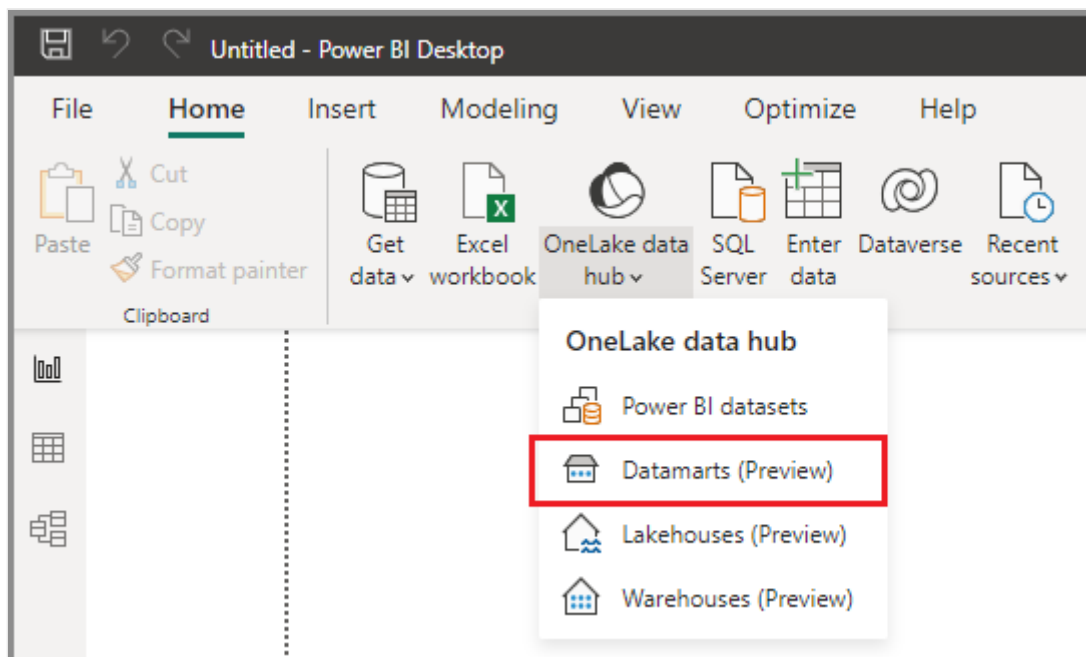 Untitled - Power BI Desktop
File Home Insert Modeling View Optimize Help
Paste
Cut
Copy
Format painter
Clipboard
Get
data
Excel
workbook
OneLake data
hub
SQL
Server
Enter
data
Dataverse
Recent
sources
OneLake data hub
Power BI datasets
Datamarts (Preview)
Lakehouses (Preview)
Warehouses (Preview)